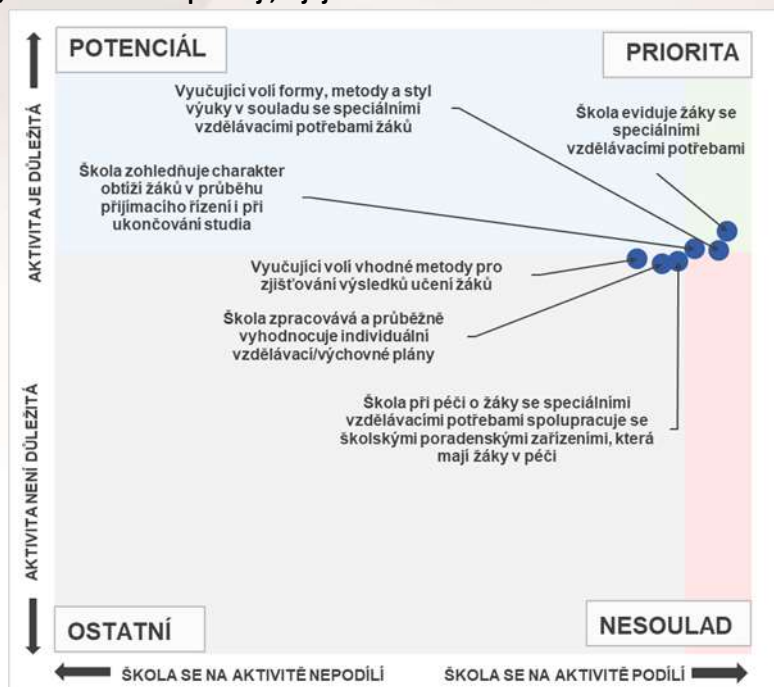 POTENCIÁL
PRIORITA
Vyučující volí formy, metody a styl
výuky v souladu se speciálními
vzdělávacími potřebami žáků
Škola eviduje žáky se
speciálními
vzdělávacími potřebami
Škola zohledňuje charakter
obtíží žáků v průběhu
přijímacího řízení i při
ukončování studia
Vyučující volí vhodné metody pro
zjišťování výsledků učení žáků
Škola zpracovává a průběžně
vyhodnocuje individuální
vzdělávací/výchovné plány
Škola při péči o žáky se speciálními
vzdělávacími potřebami spolupracuje se
školskými poradenskými zařízeními, která
mají žáky v péči
AKTIVITA JE DŮLEŽITÁ
AKTIVITA NENÍ DŮLEŽITÁ
OSTATNÍ
NESOULAD
ŠKOLA SE NA AKTIVITĚ NEPODÍLÍ
ŠKOLA SE NA AKTIVITĚ PODÍLÍ